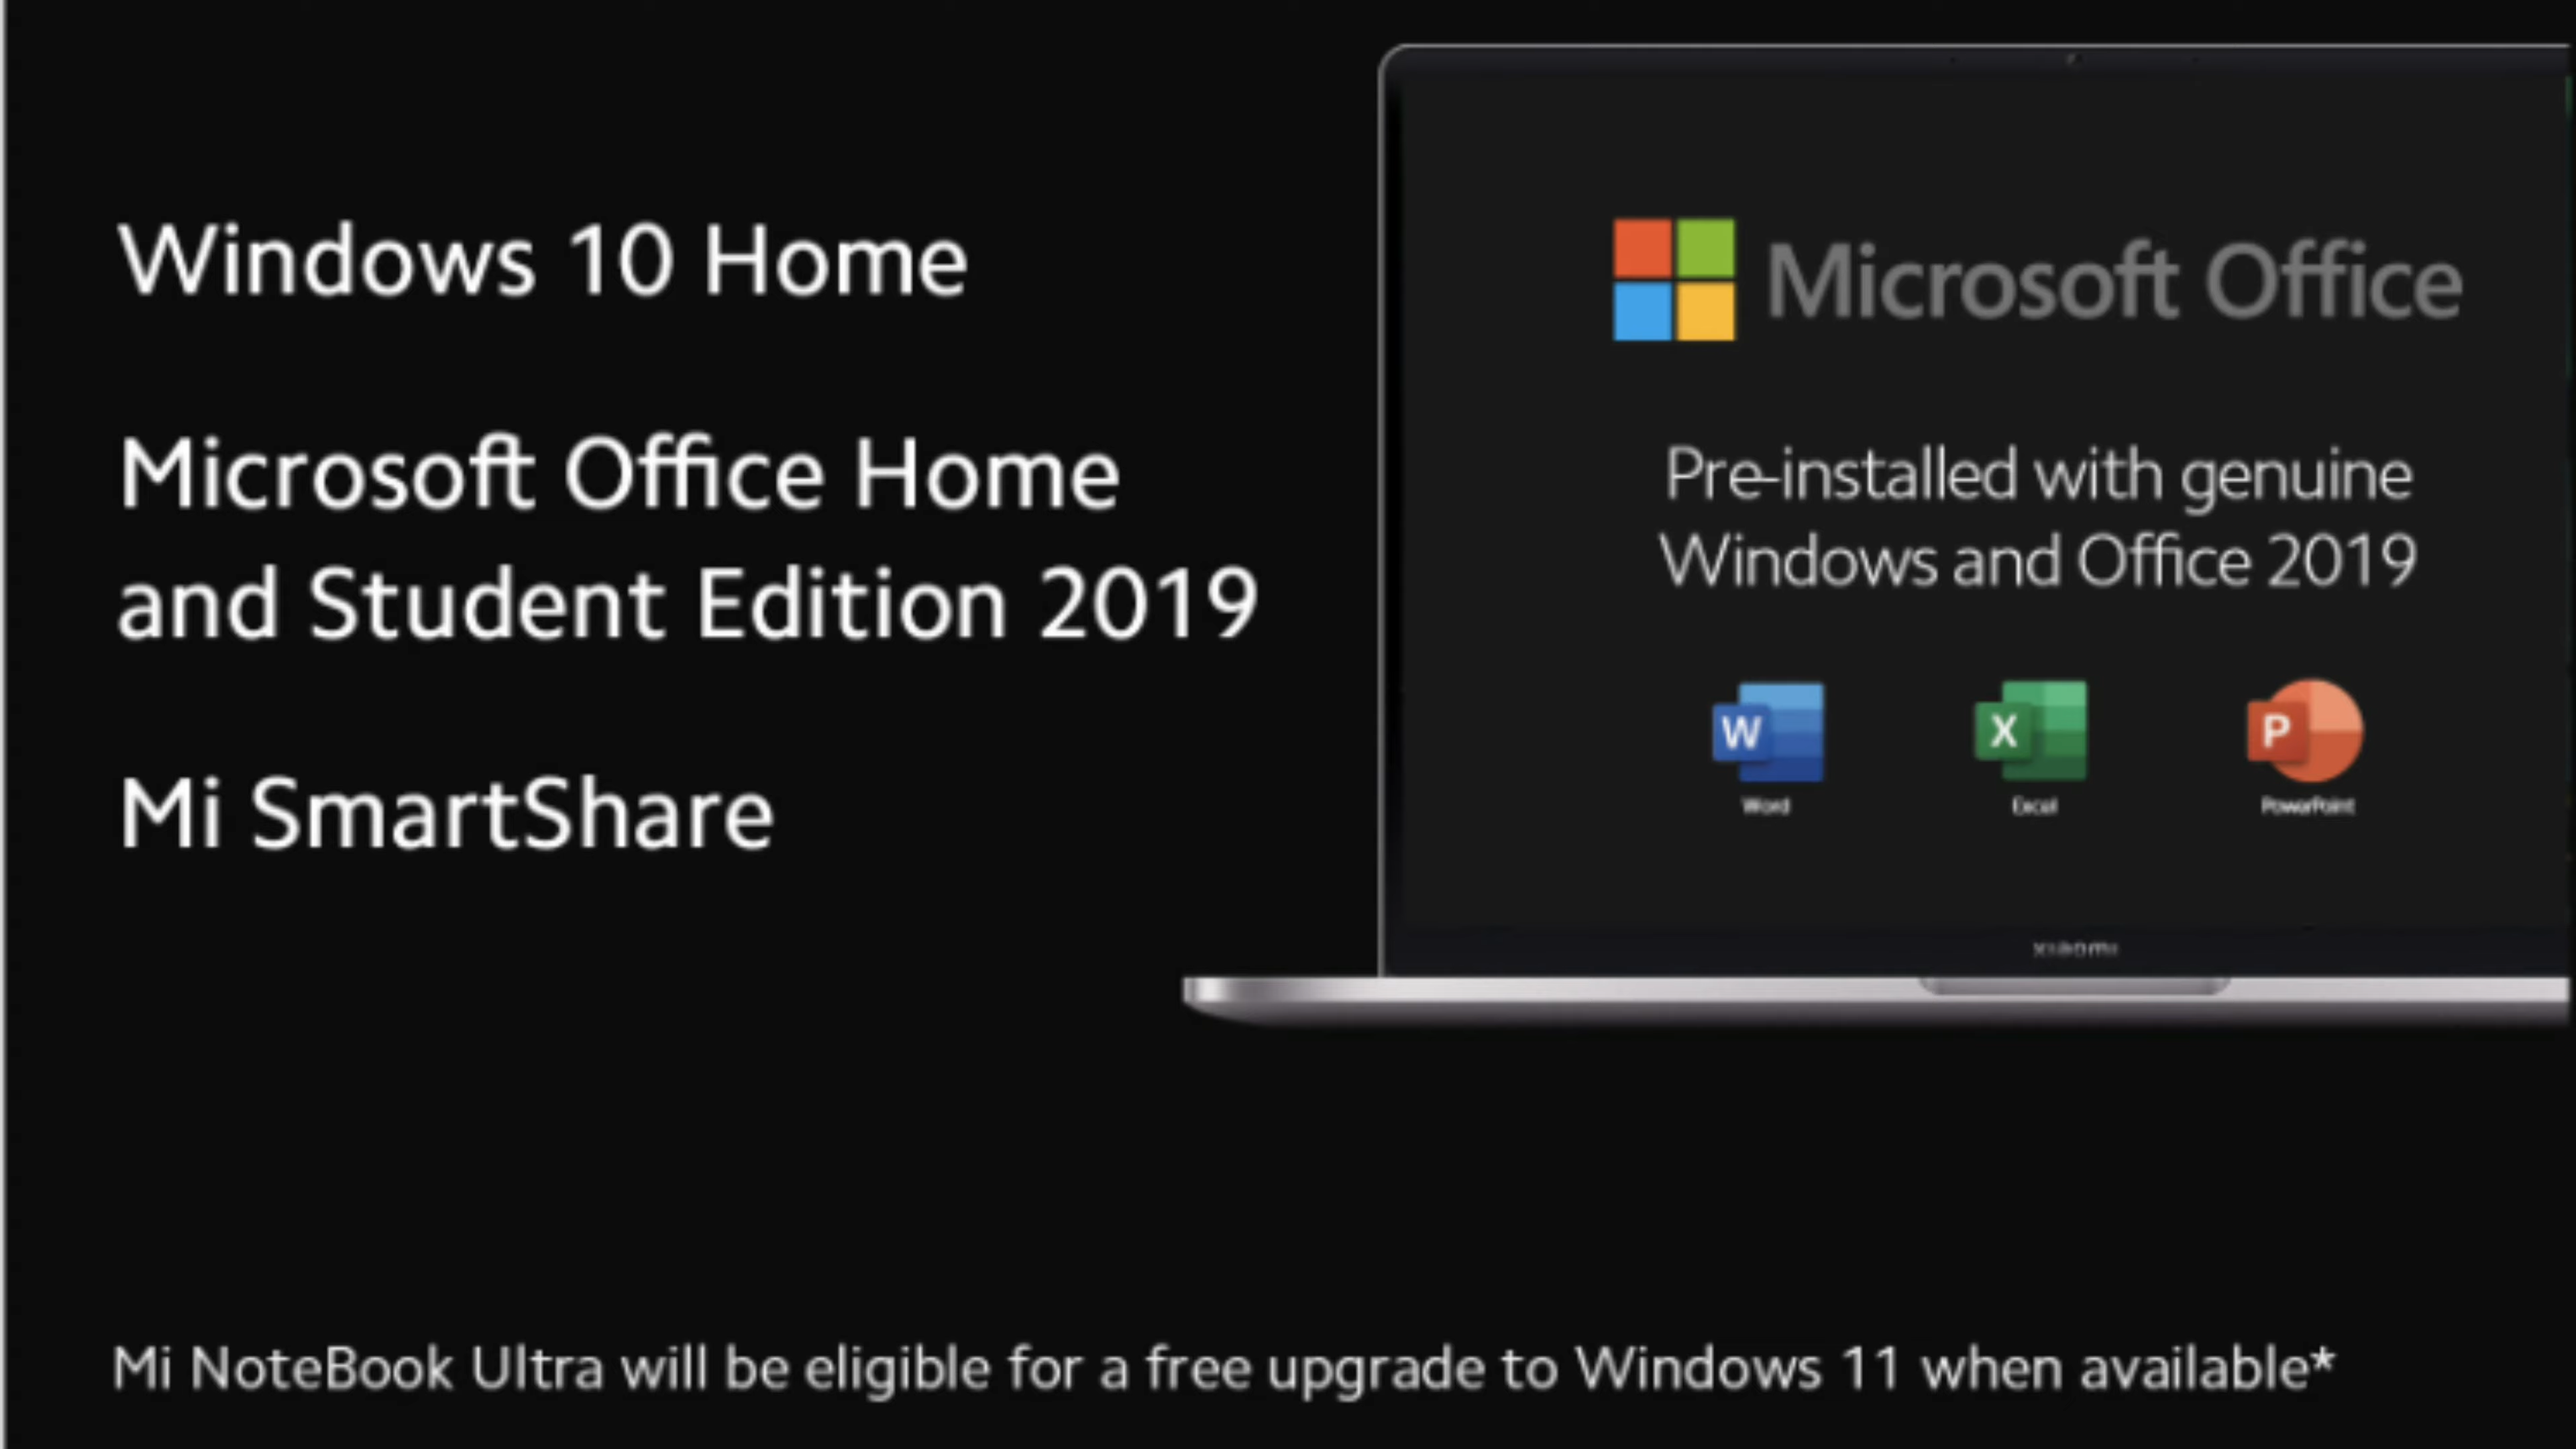 Windows 10 Home
Microsoft Office Home
and Student Edition 2019
Mi SmartShare
Microsoft Office
Pre-installed with genuine
Windows and Office 2019
W
X
P
Word
Excel
PowerPoint
xiaomi
Mi NoteBook Ultra will be eligible for a free upgrade to Windows 11 when available*